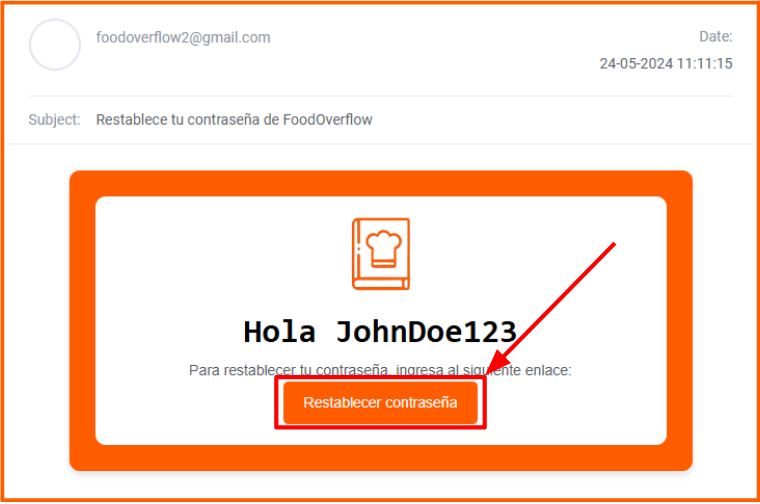 foodoverflow2@gmail.com
Date:
24-05-2024 11:11:15
Subject: Restablece tu contraseña de FoodOverflow
Hola JohnDoe123
Para restablecer tu contraseña, ingresa al siguiente enlace:
Restablecer contraseña